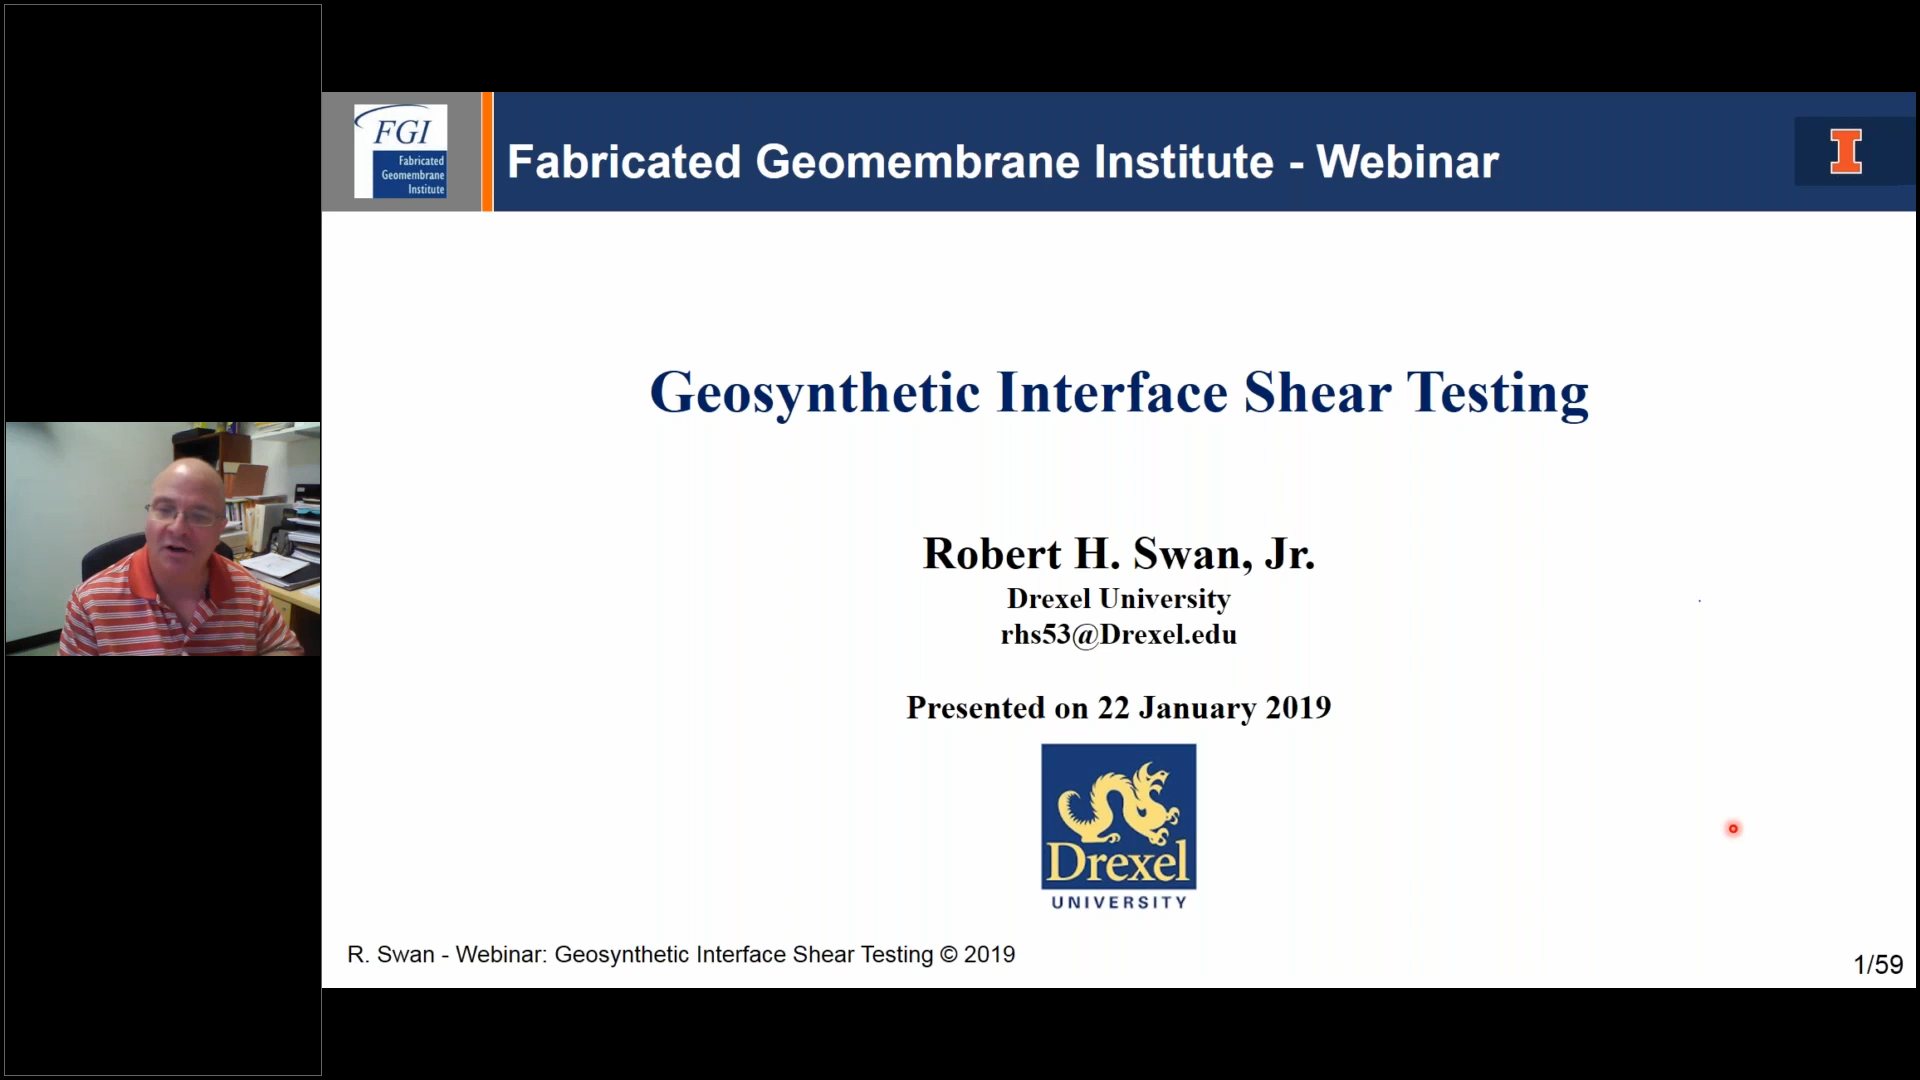 FGI
Fabricated
Geomembrane
Institute
Fabricated Geomembrane Institute - Webinar
Geosynthetic Interface Shear Testing
Robert H. Swan, Jr.
Drexel University
rhs53@Drexel.edu
Presented on 22 January 2019
Drexel
UNIVERSITY
R. Swan - Webinar: Geosynthetic Interface Shear Testing © 2019
1/59